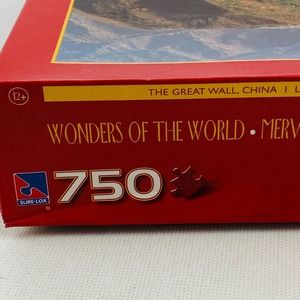 12+
THE GREAT WALL, CHINA I L
WONDERS OF THE WORLD • MERV
SURE-LOX
®
750